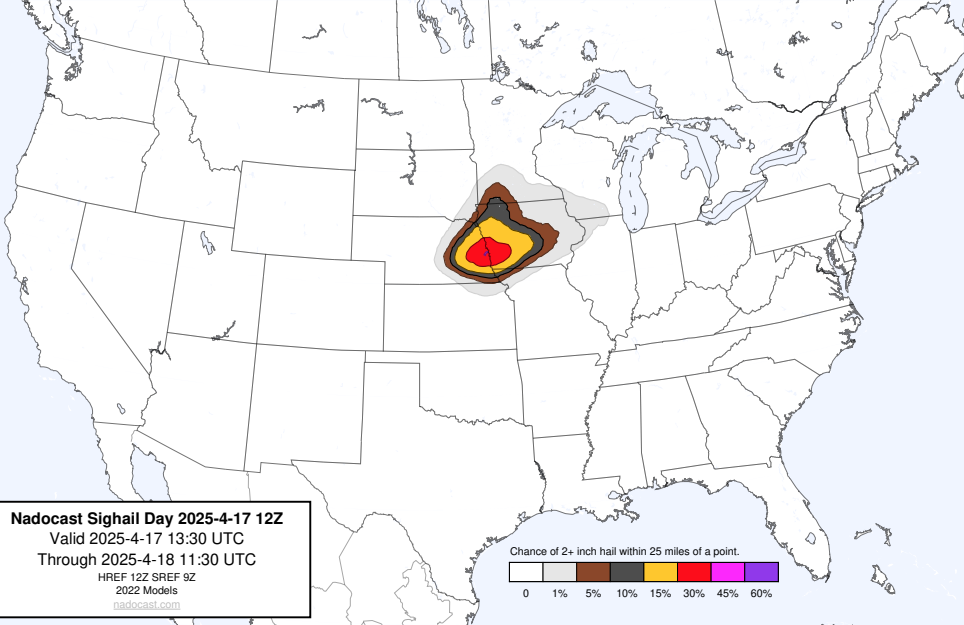 Nadocast Sighail Day 2025-4-17 12Z
Valid 2025-4-17 13:30 UTC
Through 2025-4-18 11:30 UTC
HREF 12Z SREF 9Z
2022 Models
nadocast.com
Chance of 2+ inch hail within 25 miles of a point.
0 1% 5% 10% 15% 30% 45% 60%